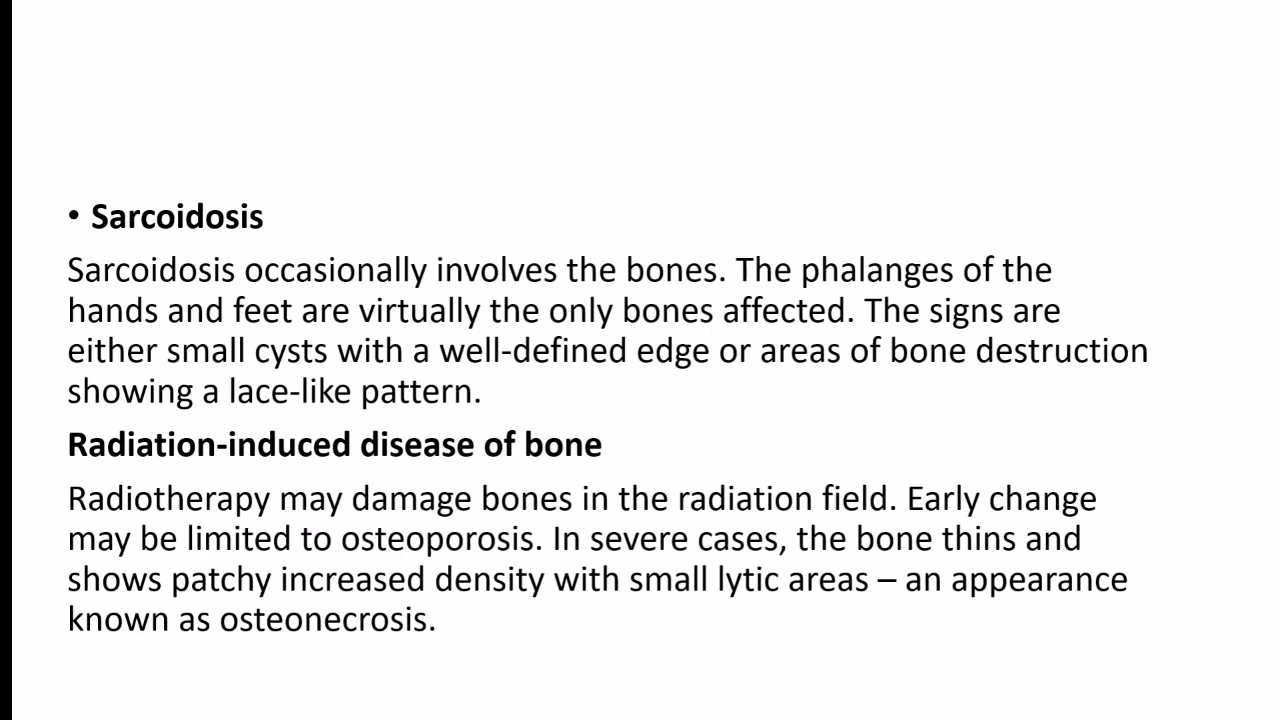 • Sarcoidosis
Sarcoidosis occasionally involves the bones. The phalanges of the
hands and feet are virtually the only bones affected. The signs are
either small cysts with a well-defined edge or areas of bone destruction
showing a lace-like pattern.
Radiation-induced disease of bone
Radiotherapy may damage bones in the radiation field. Early change
may be limited to osteoporosis. In severe cases, the bone thins and
shows patchy increased density with small lytic areas – an appearance
known as osteonecrosis.